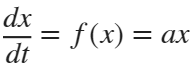 dx/dt = f(x) = ax